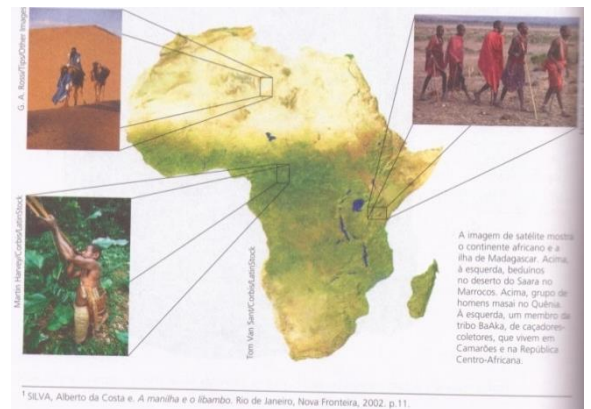 G. A. Rossi/Tips/Other Images
Martin Harvey/Corbis/LatinStock
Tom Van Sant/Corbis/LatinStock
A imagem de satélite mostra
o continente africano e a
ilha de Madagascar. Acima,
à esquerda, beduínos
no deserto do Saara no
Marrocos. Acima, grupo de
homens masai no Quênia.
À esquerda, um membro da
tribo BaAka, de caçadores-
coletores, que vivem em
Camarões e na República
Centro-Africana.
¹ SILVA, Alberto da Costa e. A manilha e o libambo. Rio de Janeiro, Nova Fronteira, 2002. p.11.